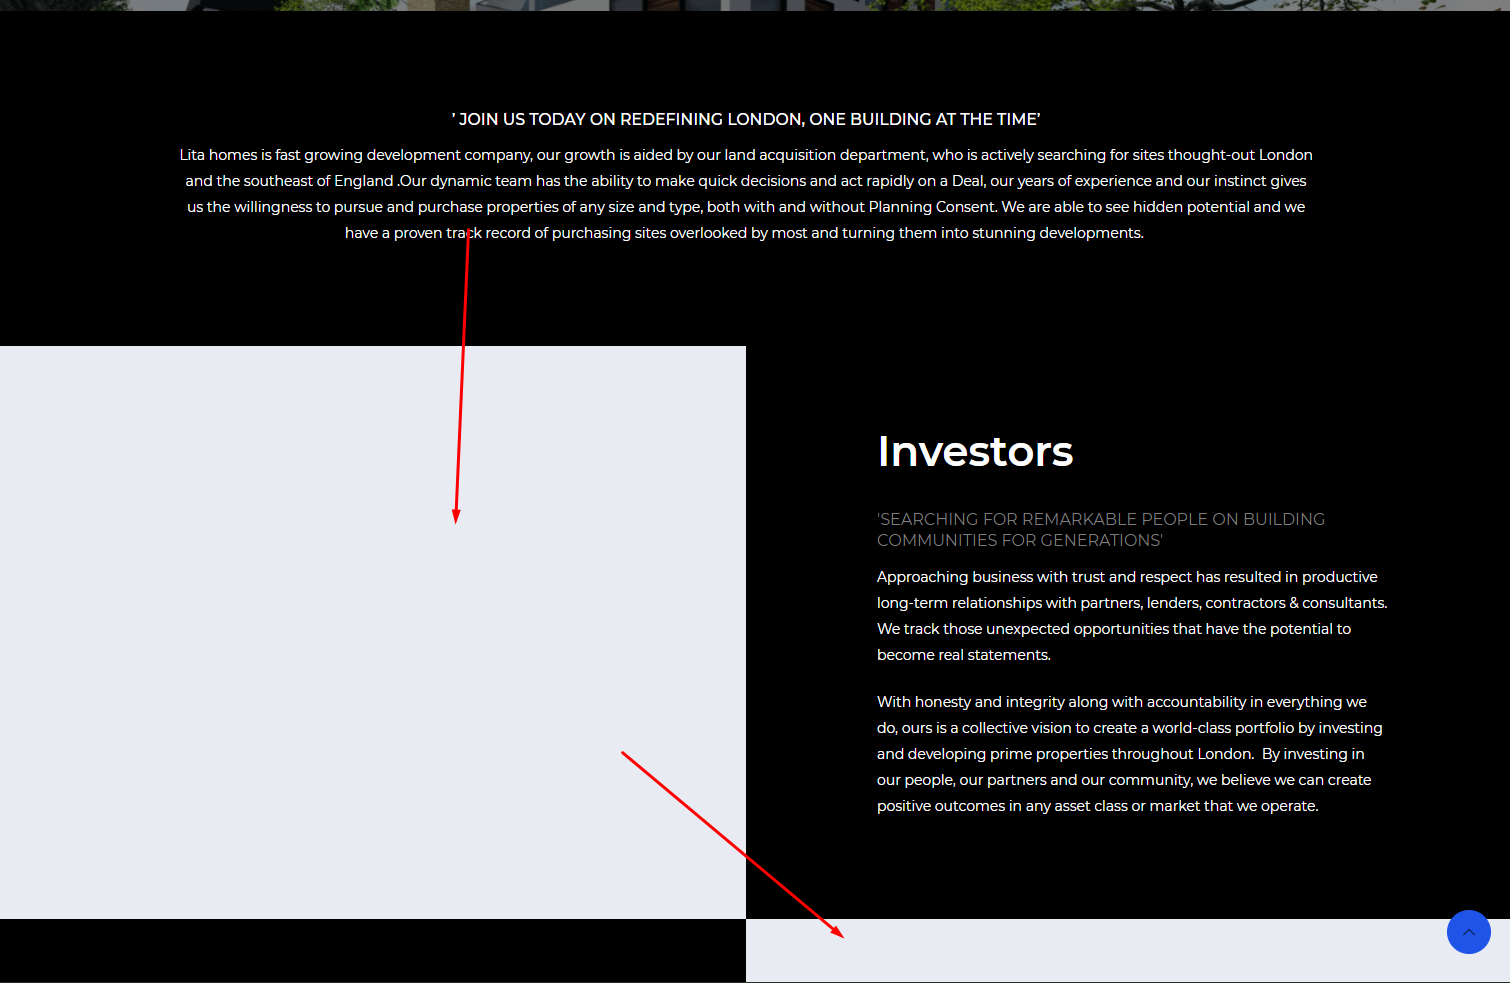 ’ JOIN US TODAY ON REDEFINING LONDON, ONE BUILDING AT THE TIME’
Lita homes is fast growing development company, our growth is aided by our land acquisition department, who is actively searching for sites thought-out London
and the southeast of England .Our dynamic team has the ability to make quick decisions and act rapidly on a Deal, our years of experience and our instinct gives
us the willingness to pursue and purchase properties of any size and type, both with and without Planning Consent. We are able to see hidden potential and we
have a proven track record of purchasing sites overlooked by most and turning them into stunning developments.
Investors
'SEARCHING FOR REMARKABLE PEOPLE ON BUILDING
COMMUNITIES FOR GENERATIONS'
Approaching business with trust and respect has resulted in productive
long-term relationships with partners, lenders, contractors & consultants.
We track those unexpected opportunities that have the potential to
become real statements.
With honesty and integrity along with accountability in everything we
do, ours is a collective vision to create a world-class portfolio by investing
and developing prime properties throughout London.  By investing in
our people, our partners and our community, we believe we can create
positive outcomes in any asset class or market that we operate.